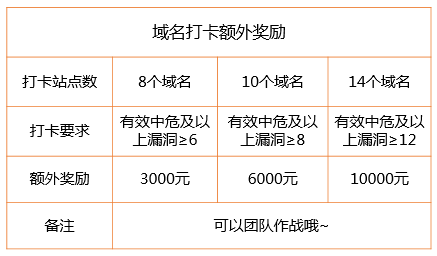 域名打卡额外奖励
打卡站点数
8个域名
10个域名
14个域名
打卡要求
有效中危及以
上漏洞≥6
有效中危及以
上漏洞≥8
有效中危及以
上漏洞≥12
额外奖励
3000元
6000元
10000元
备注
可以团队作战哦~